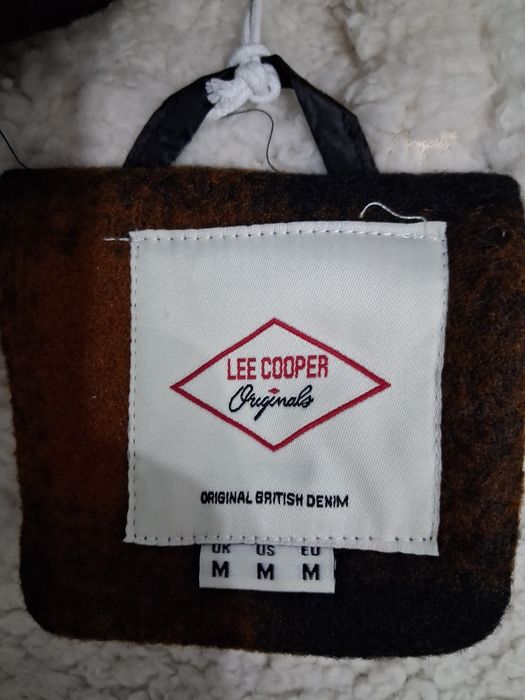 LEE COOPER
Originals
ORIGINAL BRITISH DENIM
UK US EU
M M M